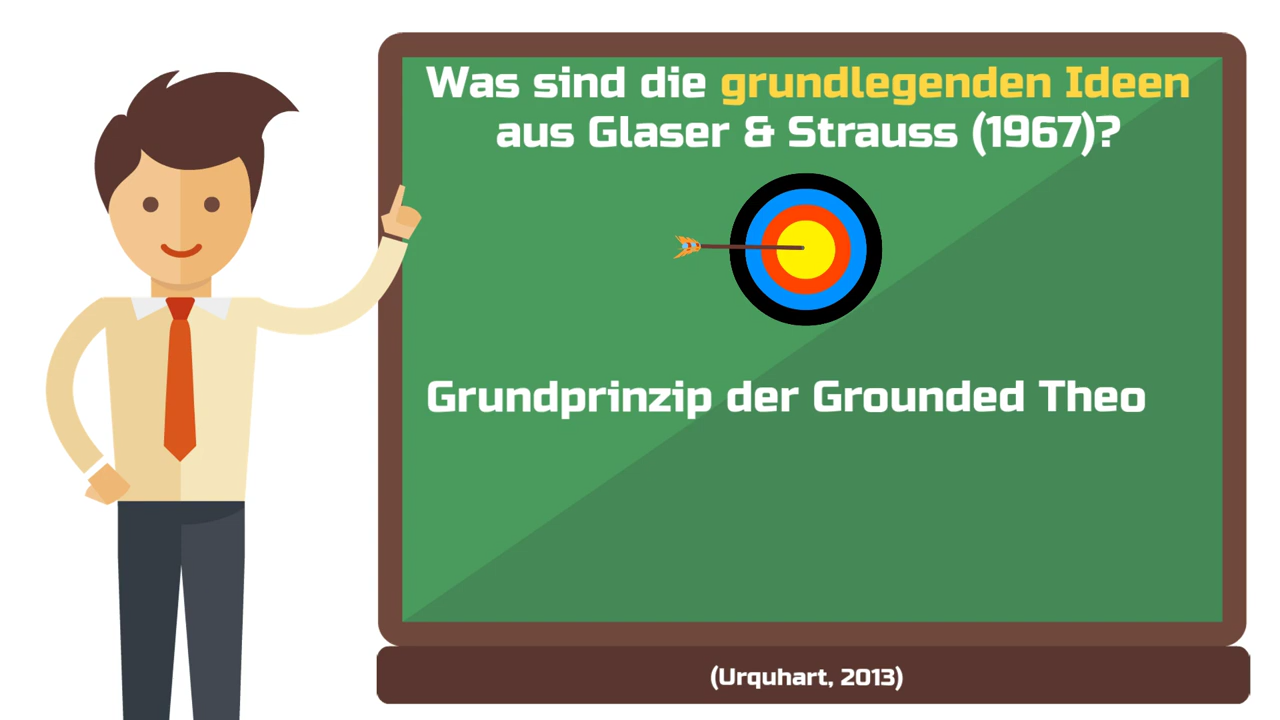 Was sind die grundlegenden Ideen
aus Glaser & Strauss (1967)?
Grundprinzip der Grounded Theo
(Urquhart, 2013)